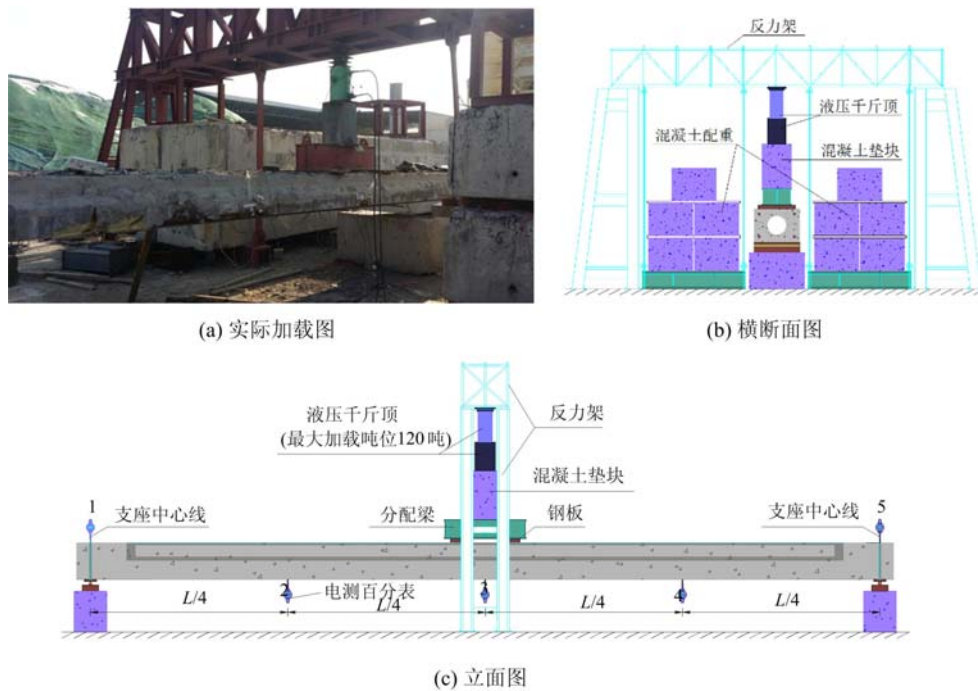 反力架
液压千斤顶
混凝土配重
混凝土垫块
(a) 实际加载图
(b) 横断面图
液压千斤顶
(最大加载吨位120吨)
反力架
混凝土垫块
1
支座中心线
分配梁
钢板
支座中心线
5
2
电测百分表
3
4
L/4
L/4
L/4
L/4
(c) 立面图